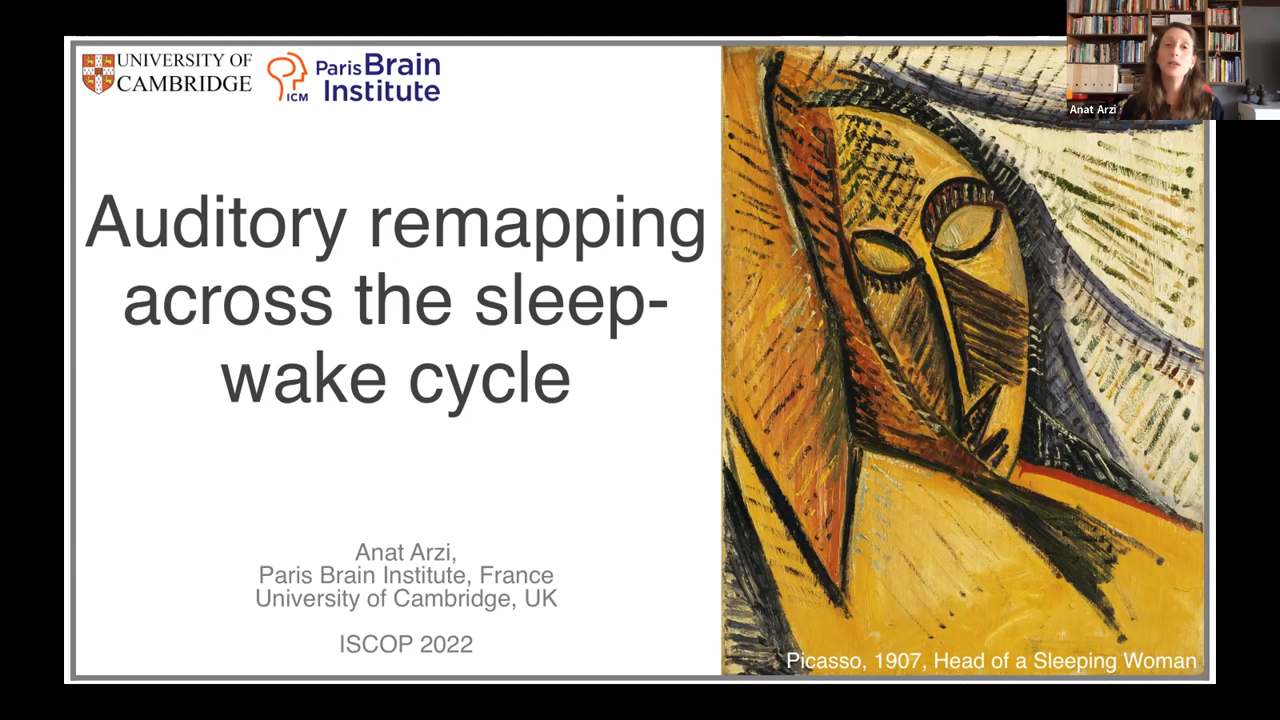 UNIVERSITY OF
CAMBRIDGE
Paris Brain
Institute
ICM
Anat Arzi
Auditory remapping
across the sleep-
wake cycle
Anat Arzi,
Paris Brain Institute, France
University of Cambridge, UK
ISCOP 2022
Picasso, 1907, Head of a Sleeping Woman